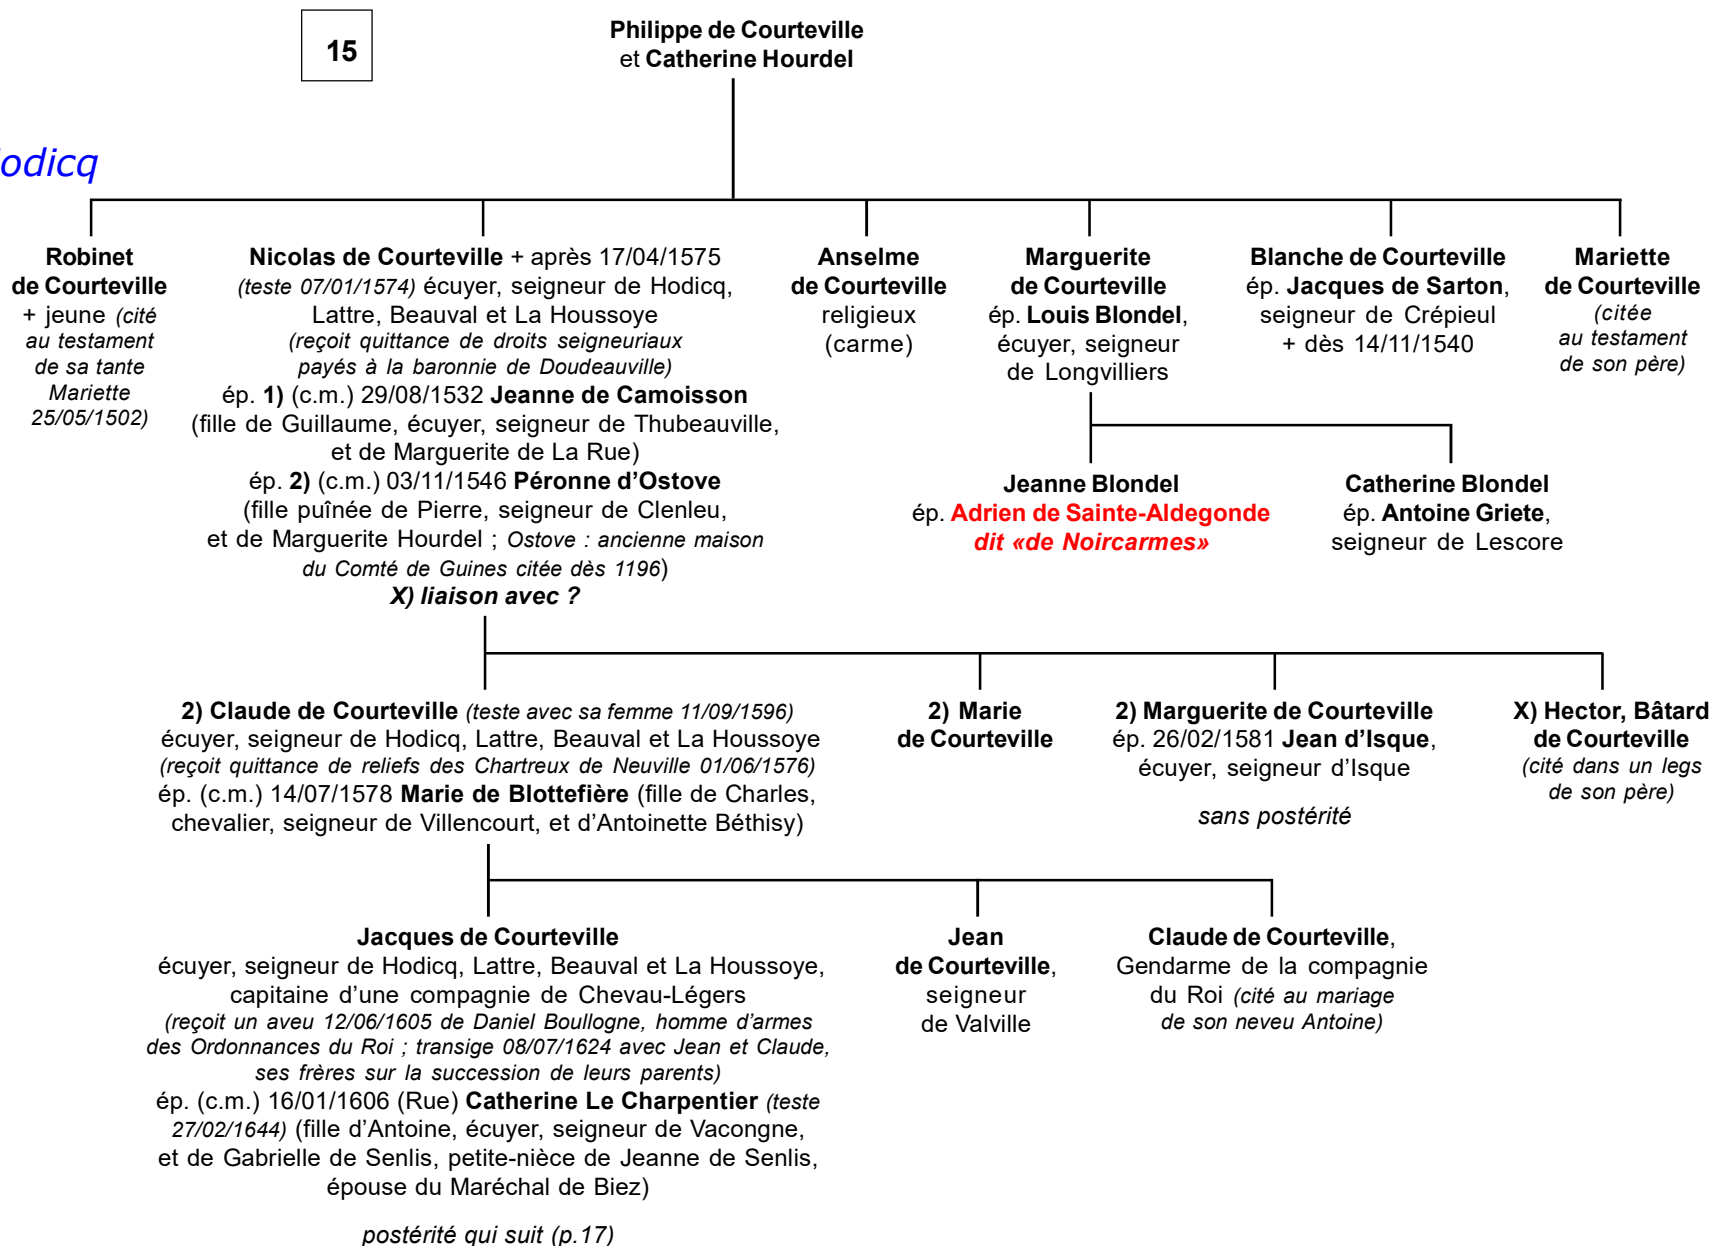 15
Philippe de Courteville
et Catherine Hourdel
odicq
Robinet
de Courteville
+ jeune (cité
au testament
de sa tante
Mariette
25/05/1502)
Nicolas de Courteville + après 17/04/1575
(teste 07/01/1574) écuyer, seigneur de Hodicq,
Lattre, Beauval et La Houssoye
(reçoit quittance de droits seigneuriaux
payés à la baronnie de Doudeauville)
ép. 1) (c.m.) 29/08/1532 Jeanne de Camoisson
(fille de Guillaume, écuyer, seigneur de Thubeauville,
et de Marguerite de La Rue)
ép. 2) (c.m.) 03/11/1546 Péronne d'Ostove
(fille puînée de Pierre, seigneur de Clenleu,
et de Marguerite Hourdel ; Ostove : ancienne maison
du Comté de Guines citée dès 1196)
X) liaison avec ?
Anselme
de Courteville
religieux
(carme)
Marguerite
de Courteville
ép. Louis Blondel,
écuyer, seigneur
de Longvilliers
Blanche de Courteville
ép. Jacques de Sarton,
seigneur de Crépieul
+ dès 14/11/1540
Mariette
de Courteville
(citée
au testament
de son père)
Jeanne Blondel
ép. Adrien de Sainte-Aldegonde
dit «de Noircarmes»
Catherine Blondel
ép. Antoine Griete,
seigneur de Lescore
2) Claude de Courteville (teste avec sa femme 11/09/1596)
écuyer, seigneur de Hodicq, Lattre, Beauval et La Houssoye
(reçoit quittance de reliefs des Chartreux de Neuville 01/06/1576)
ép. (c.m.) 14/07/1578 Marie de Blottefière (fille de Charles,
chevalier, seigneur de Villencourt, et d'Antoinette Béthisy)
2) Marie
de Courteville
2) Marguerite de Courteville
ép. 26/02/1581 Jean d'Isque,
écuyer, seigneur d'Isque
sans postérité
X) Hector, Bâtard
de Courteville
(cité dans un legs
de son père)
Jacques de Courteville
écuyer, seigneur de Hodicq, Lattre, Beauval et La Houssoye,
capitaine d'une compagnie de Chevau-Légers
(reçoit un aveu 12/06/1605 de Daniel Boullogne, homme d'armes
des Ordonnances du Roi ; transige 08/07/1624 avec Jean et Claude,
ses frères sur la succession de leurs parents)
ép. (c.m.) 16/01/1606 (Rue) Catherine Le Charpentier (teste
27/02/1644) (fille d'Antoine, écuyer, seigneur de Vacongne,
et de Gabrielle de Senlis, petite-nièce de Jeanne de Senlis,
épouse du Maréchal de Biez)
postérité qui suit (p.17)
Jean
de Courteville,
seigneur
de Valville
Claude de Courteville,
Gendarme de la compagnie
du Roi (cité au mariage
de son neveu Antoine)